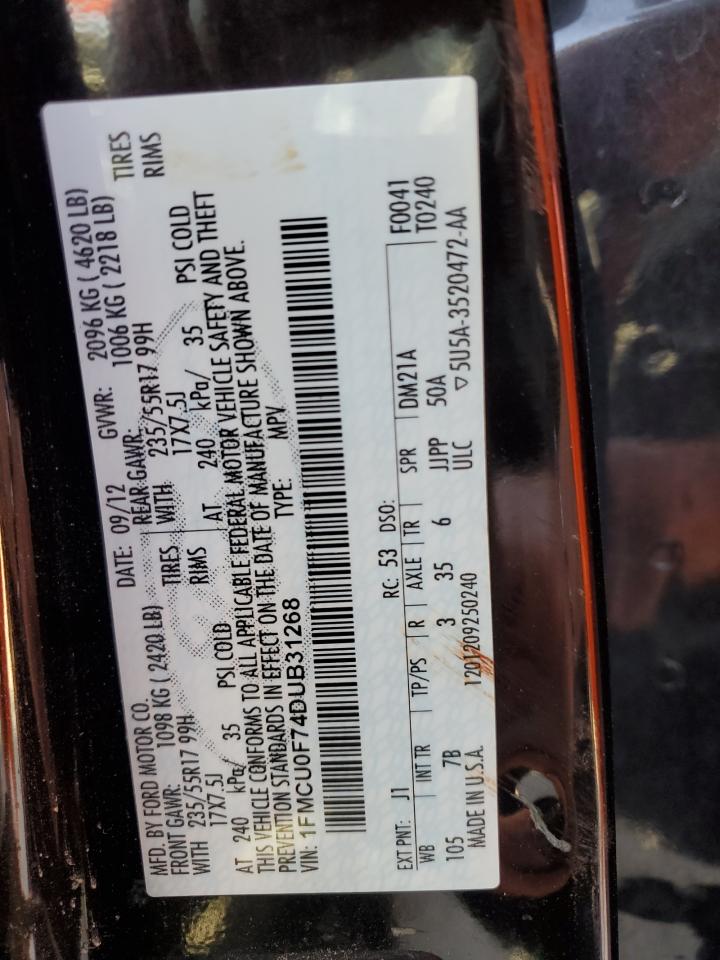 MFD. BY FORD MOTOR CO. DATE: 09/12 GVWR: 2096 KG ( 4620 LB)
FRONT GAWR: 1098 KG (2420 LB) REAR GAWR: 1006 KG ( 2218 LB)
WITH 235/55R17 99H TIRES WITH 235/55R17 99H TIRES
17X7.5J RIMS 17X7.5J RIMS
AT 240 kPa/ 35 PSI COLD AT 240 kPa/ 35 PSI COLD
THIS VEHICLE CONFORMS TO ALL APPLICABLE FEDERAL MOTOR VEHICLE SAFETY AND THEFT
PREVENTION STANDARDS IN EFFECT ON THE DATE OF MANUFACTURE SHOWN ABOVE.
VIN: 1FMCU0F74DUB31268 TYPE: MPV
EXT PNT: J1 RC: 53 DSO: F0041
WB INT TR TP/PS R AXLE TR SPR DM21A T0240
105 7B 3 35 6 JJPP 50A
MADE IN U.S.A. 1201209250240 ULC ▽5U5A-3520472-AA